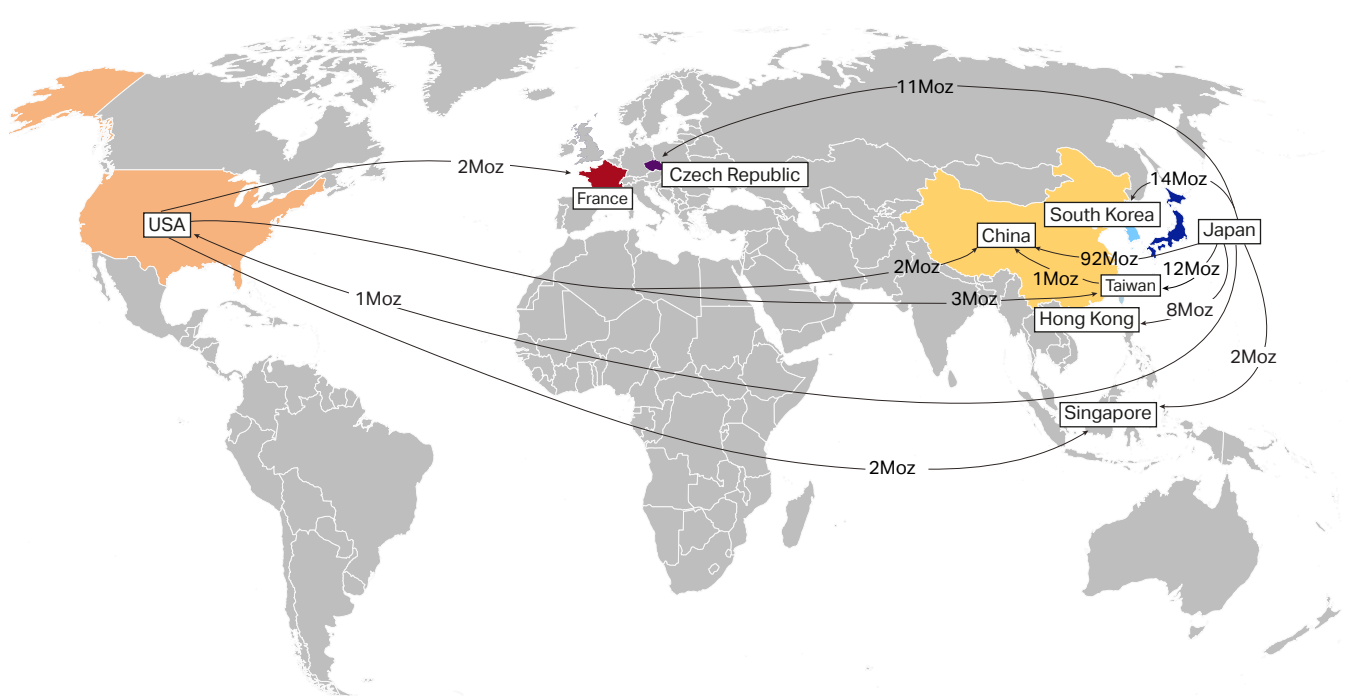 11Moz
2Moz
Czech Republic
14Moz
France
South Korea
USA
China
Japan
92Moz
2Moz
1Moz
12Moz
Taiwan
1Moz
3Moz
8Moz
Hong Kong
2Moz
Singapore
2Moz